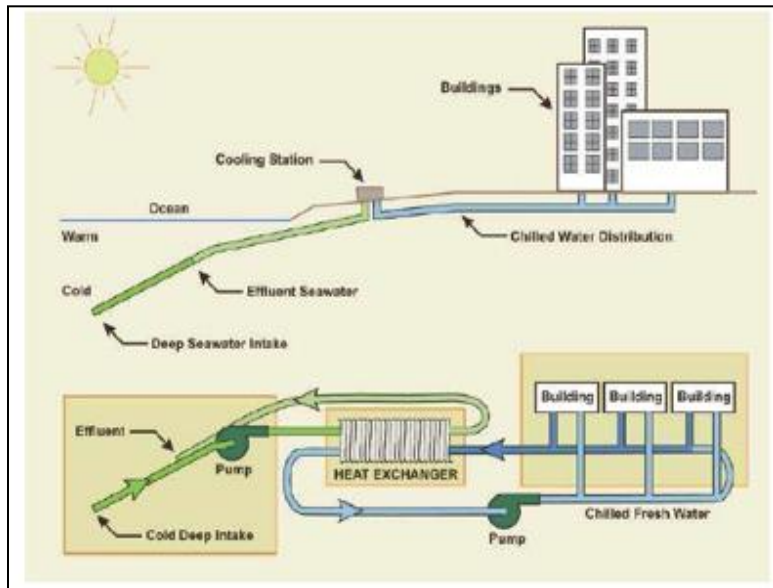 Buildings
Cooling Station
Ocean
Warm
Chilled Water Distribution
Cold
Effluent Seawater
Deep Seawater Intake
Building Building Building
Effluent
Pump
HEAT EXCHANGER
Cold Deep Intake
Chilled Fresh Water
Pump